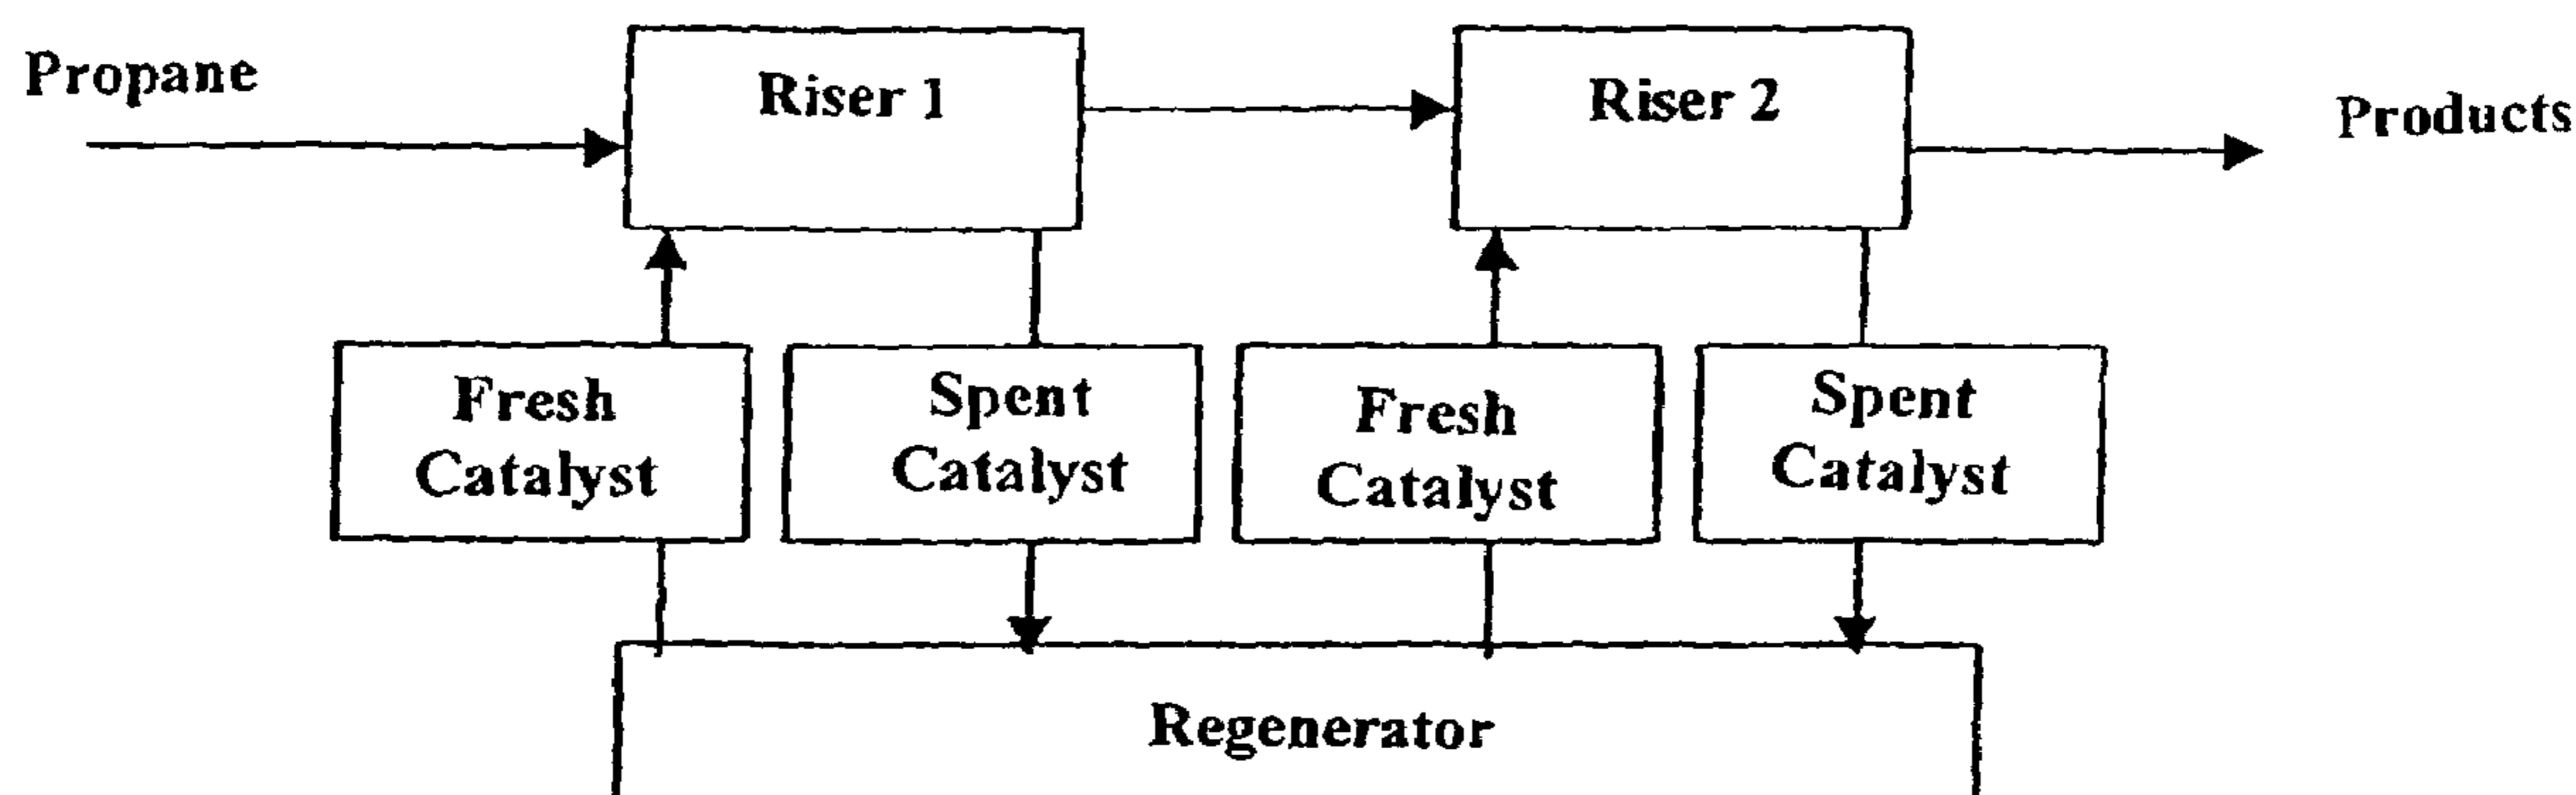 Propane
Riser 1
Riser 2
Products
Fresh
Catalyst
Spent
Catalyst
Fresh
Catalyst
Spent
Catalyst
Regenerator